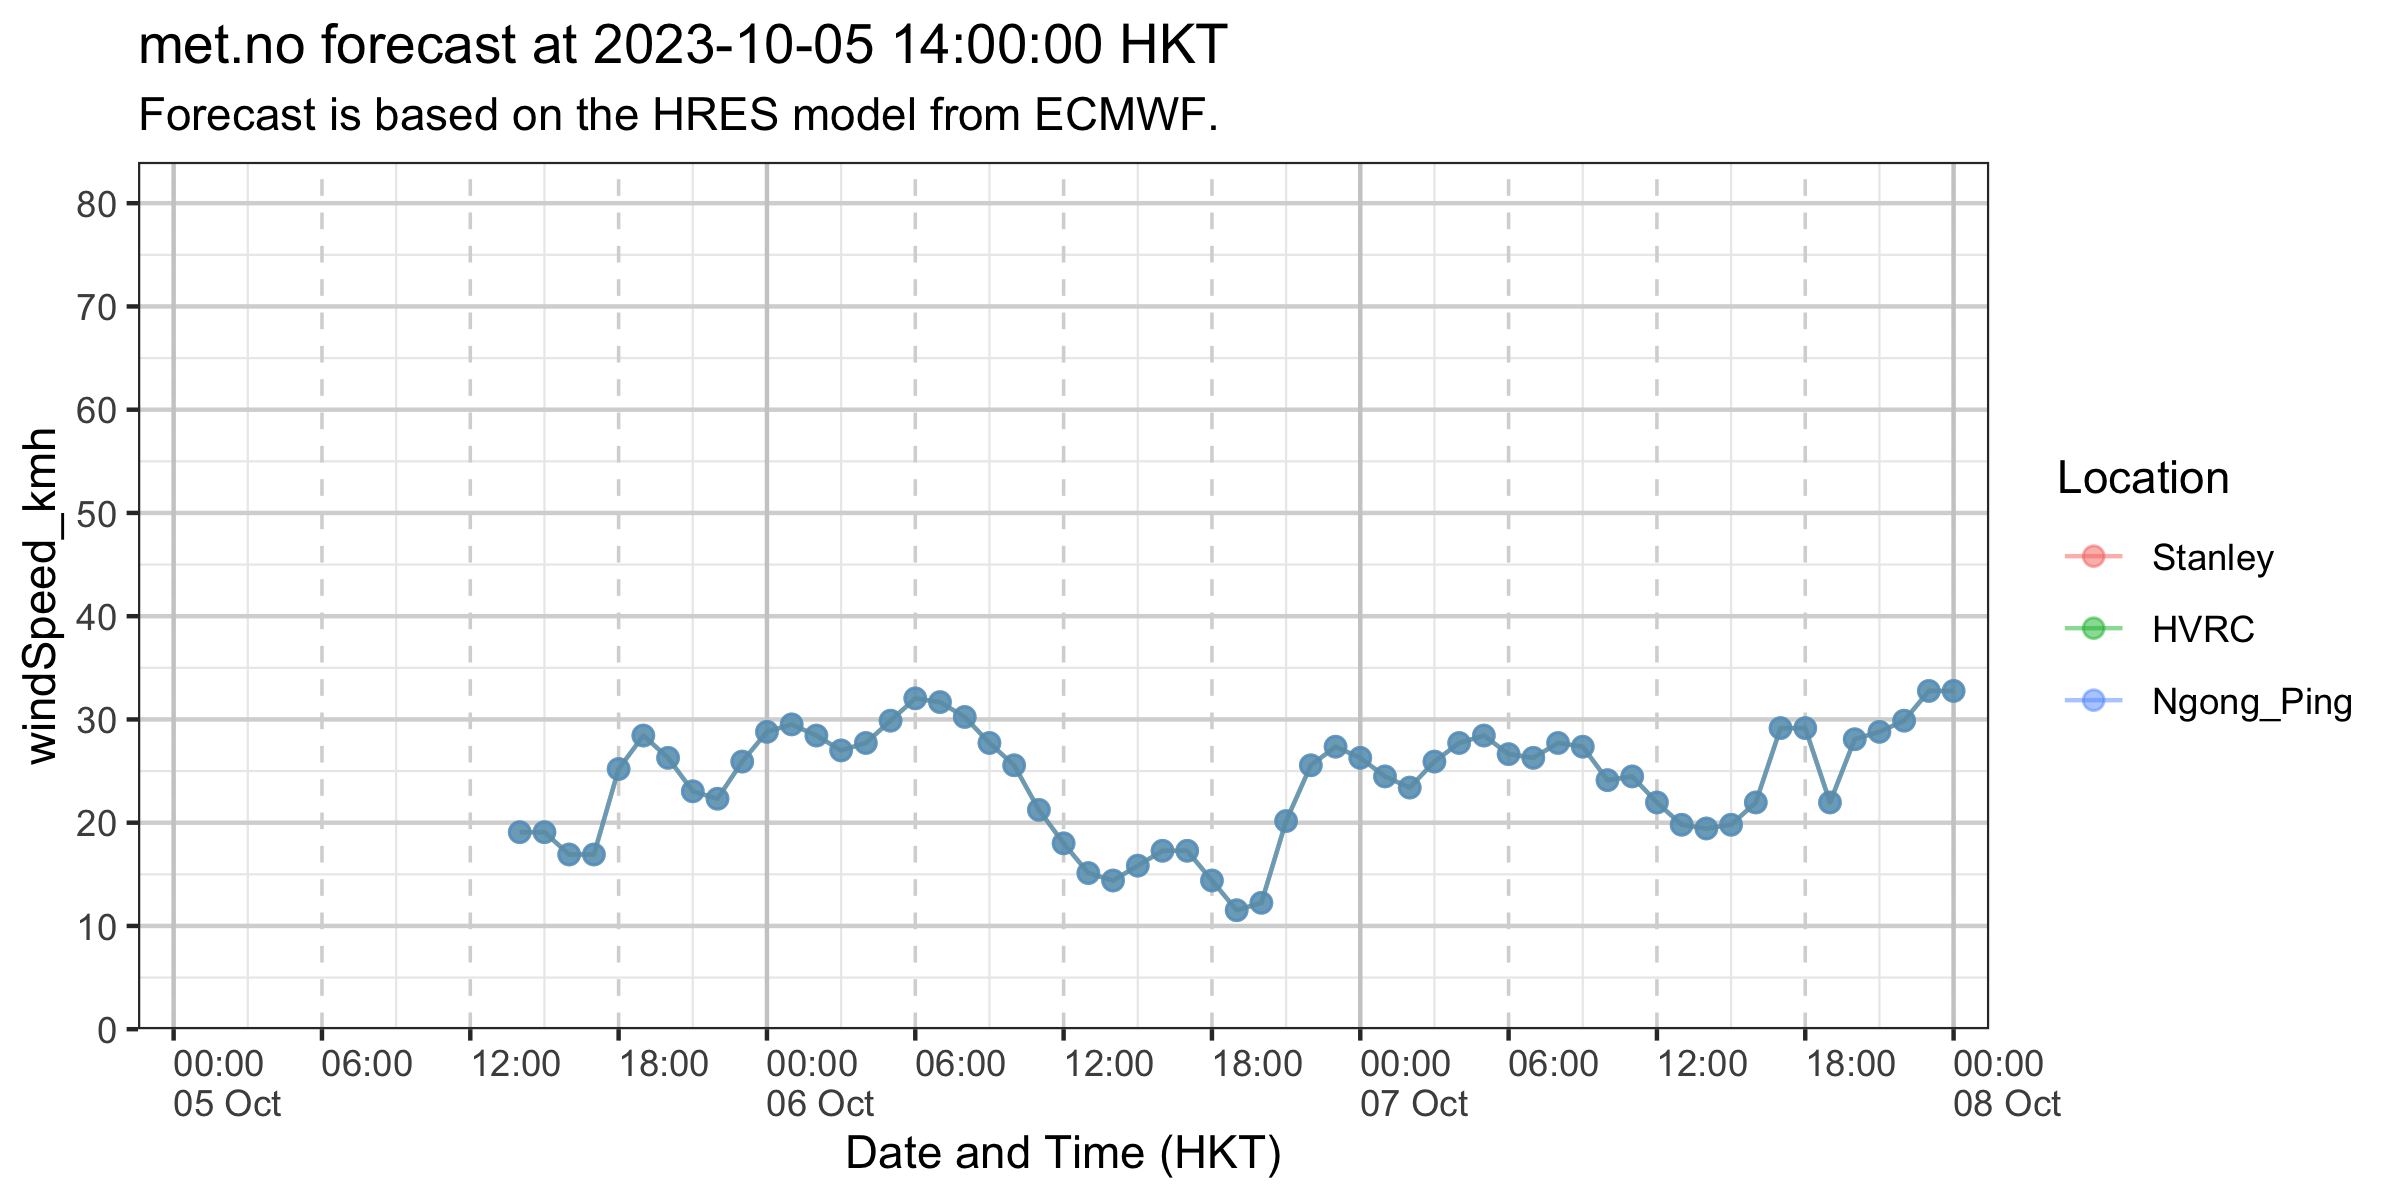 met.no forecast at 2023-10-05 14:00:00 HKT
Forecast is based on the HRES model from ECMWF.
windSpeed_kmh
80
70
60
50
40
30
20
10
0
00:00 06:00 12:00 18:00 00:00 06:00 12:00 18:00 00:00 06:00 12:00 18:00 00:00
05 Oct 06 Oct 07 Oct 08 Oct
Date and Time (HKT)
Location
Stanley
HVRC
Ngong_Ping